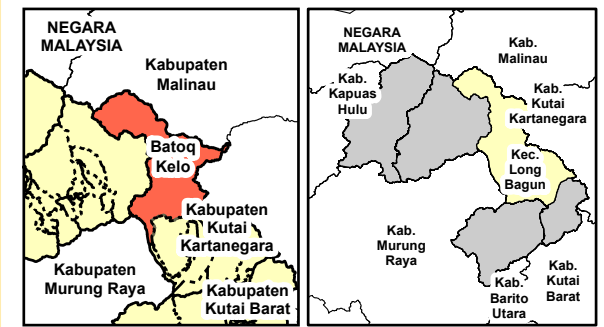 NEGARA
MALAYSIA
Kabupaten
Malinau
Batoq
Kelo
Kabupaten
Kutai
Kartanegara
Kabupaten
Murung Raya
Kabupaten
Kutai Barat
NEGARA
MALAYSIA
Kab.
Malinau
Kab.
Kapuas
Hulu
Kab.
Kutai
Kartanegara
Kec.
Long
Bagun
Kab.
Murung
Raya
Kab.
Barito
Utara
Kab.
Kutai
Barat